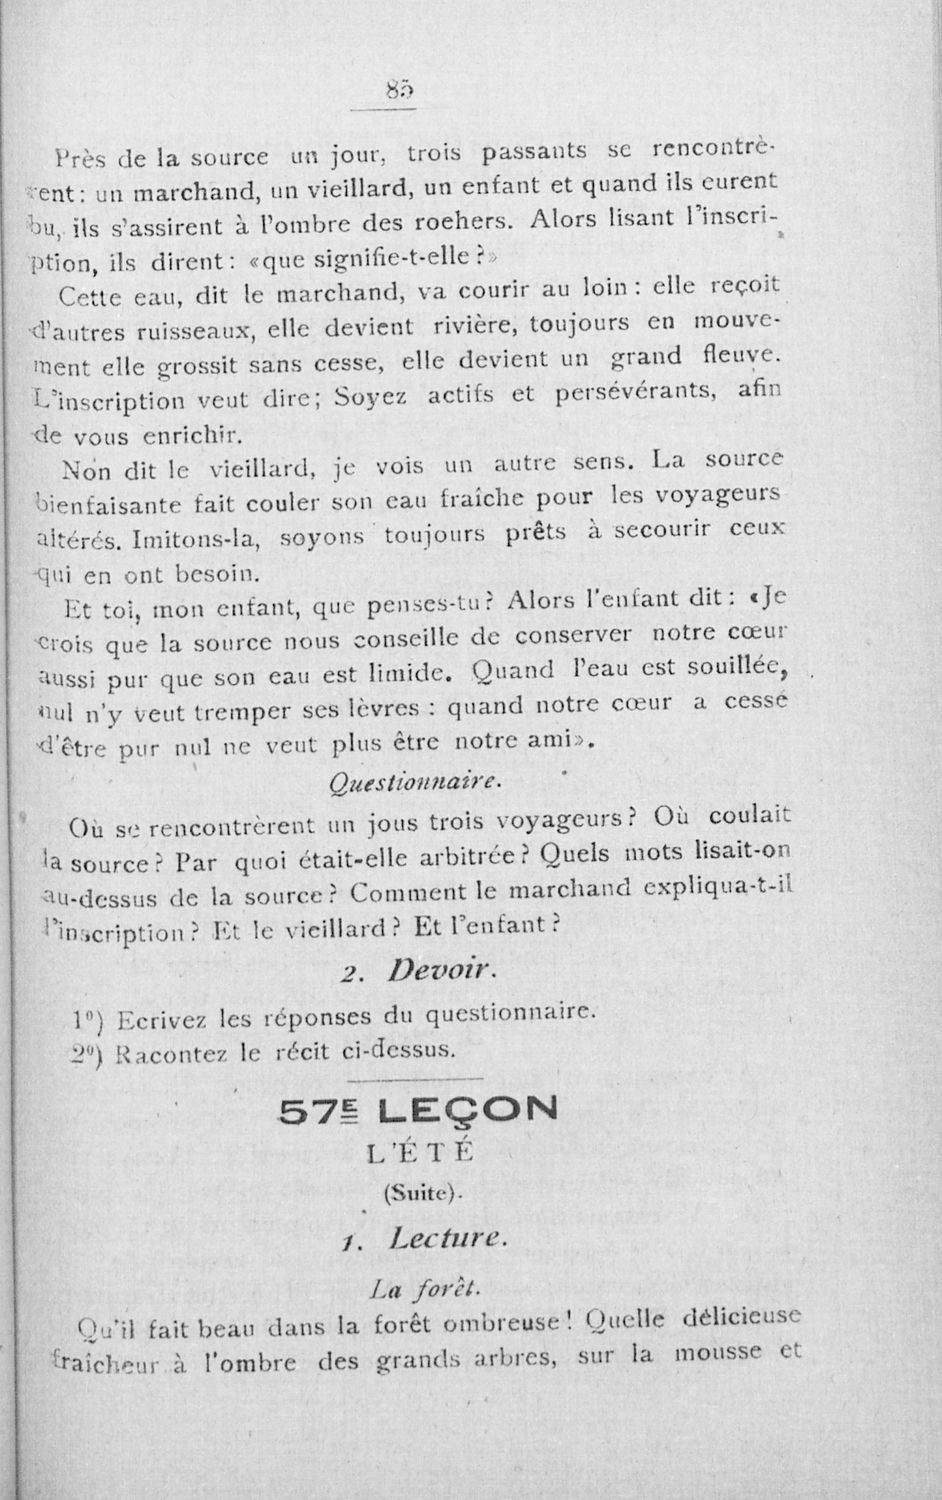 85
Près de la source un jour, trois passants se rencontrè-
rent: un marchand, un vieillard, un enfant et quand ils eurent
bu, ils s'assirent à l'ombre des roehers. Alors lisant l'inscri-
ption, ils dirent: «que signifie-t-elle?»
Cette eau, dit le marchand, va courir au loin: elle reçoit
d'autres ruisseaux, elle devient rivière, toujours en mouve-
ment elle grossit sans cesse, elle devient un grand fleuve.
L'inscription veut dire; Soyez actifs et persévérants, afin
de vous enrichir.
Non dit le vieillard, je vois un autre sens. La source
bienfaisante fait couler son eau fraîche pour les voyageurs
altérés. Imitons-la, soyons toujours prêts à secourir ceux
qui en ont besoin.
Et toi, mon enfant, que penses-tu? Alors l'enfant dit: «Je
crois que la source nous conseille de conserver notre cœur
aussi pur que son eau est limide. Quand l'eau est souillée,
nul n'y veut tremper ses lèvres : quand notre cœur a cessé
d'être pur nul ne veut plus être notre ami».
Questionnaire.
Où se rencontrèrent un jous trois voyageurs? Où coulait
la source? Par quoi était-elle arbitrée? Quels mots lisait-on
au-dessus de la source? Comment le marchand expliqua-t-il
l'inscription? Et le vieillard? Et l'enfant?
2. Devoir.
1°) Ecrivez les réponses du questionnaire.
2°) Racontez le récit ci-dessus.
57E LEÇON
L'ÉTÉ
(Suite).
1. Lecture.
La forêt.
Qu'il fait beau dans la forêt ombreuse! Quelle délicieuse
fraîcheur à l'ombre des grands arbres, sur la mousse et